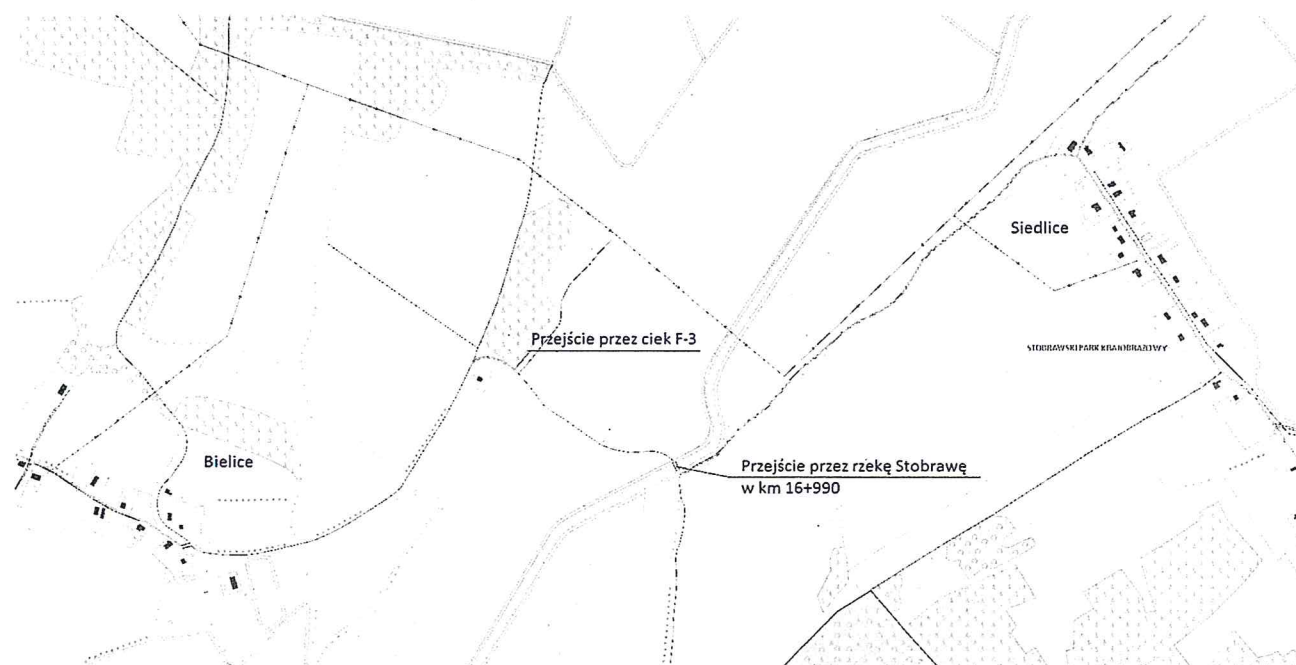 Siedlice
Przejście przez ciek F-3
STOBRAWSKI PARK KRAJOBRAZOWY
Bielice
Przejście przez rzekę Stobrawę
w km 16+990